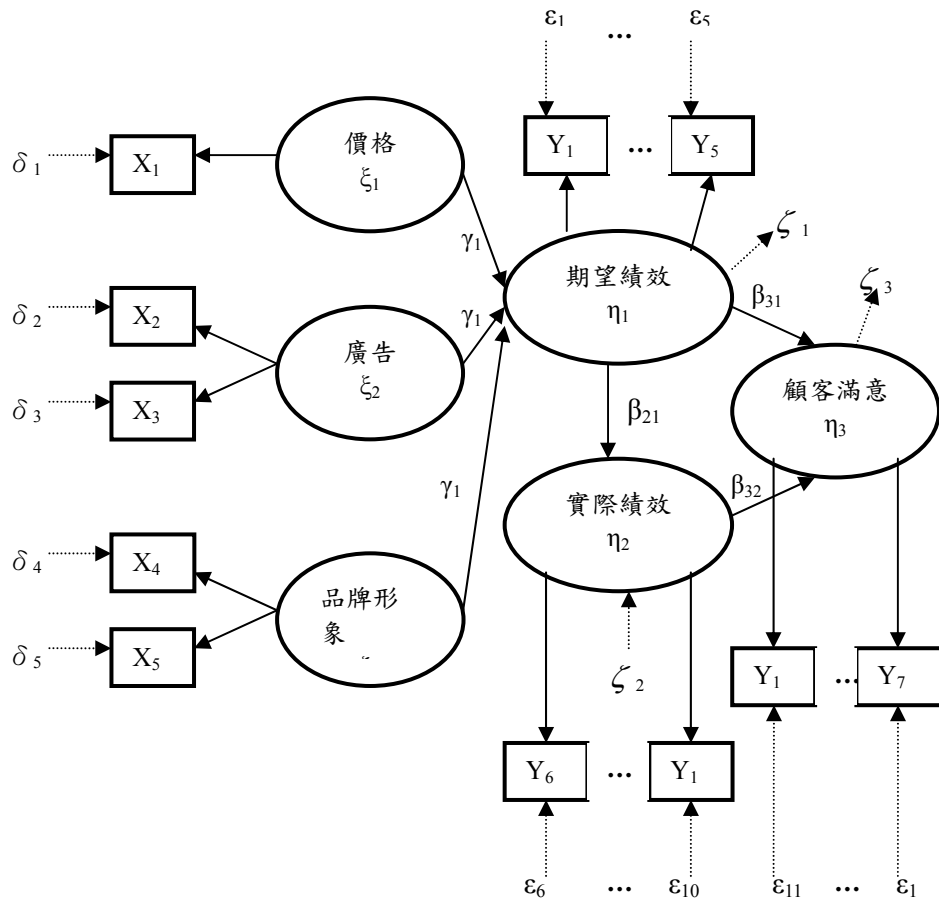 ε1 ... ε5
Y1 ... Y5
δ1 X1
價格
ξ1
γ1
ζ1
期望績效
η1
β31
ζ3
δ2 X2
廣告
ξ2
γ1
δ3 X3
顧客滿意
η3
β21
γ1
實際績效
η2
β32
δ4 X4
品牌形
象
δ5 X5
ζ2
Y1 ... Y7
Y6 ... Y1
ε6 ... ε10 ε11 ... ε1